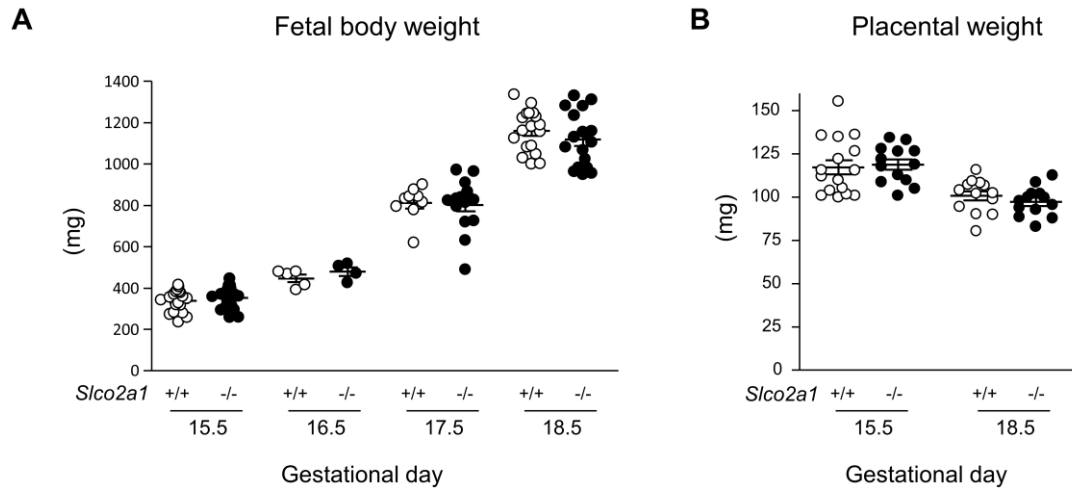 A
Fetal body weight
1400
1200
1000
800
600
400
200
0
(mg)
Slco2a1 +/+ -/- +/+ -/- +/+ -/- +/+ -/-
15.5 16.5 17.5 18.5
Gestational day
B
Placental weight
150
125
100
75
50
25
0
(mg)
Slco2a1 +/+ -/- +/+ -/-
15.5 18.5
Gestational day